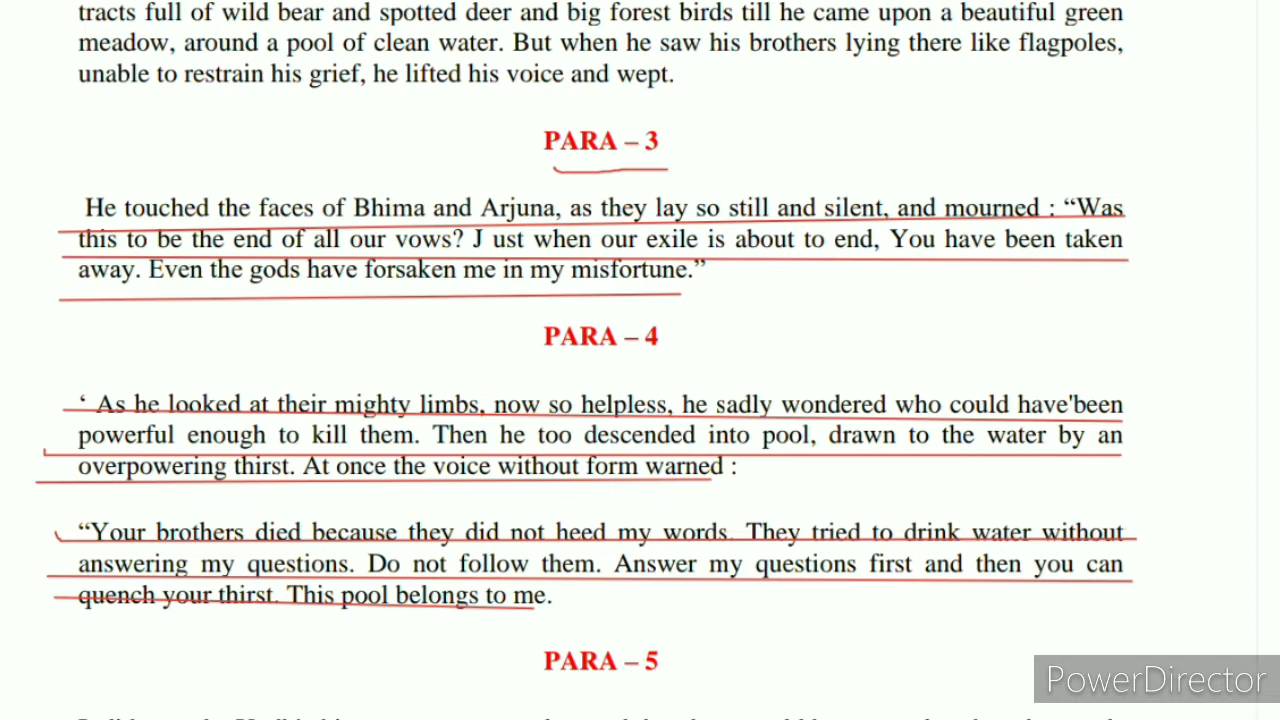 tracts full of wild bear and spotted deer and big forest birds till he came upon a beautiful green
meadow, around a pool of clean water. But when he saw his brothers lying there like flagpoles,
unable to restrain his grief, he lifted his voice and wept.
PARA – 3
He touched the faces of Bhima and Arjuna, as they lay so still and silent, and mourned : “Was
this to be the end of all our vows? J ust when our exile is about to end, You have been taken
away. Even the gods have forsaken me in my misfortune.”
PARA – 4
‘ As he looked at their mighty limbs, now so helpless, he sadly wondered who could have'been
powerful enough to kill them. Then he too descended into pool, drawn to the water by an
overpowering thirst. At once the voice without form warned :
“Your brothers died because they did not heed my words. They tried to drink water without
answering my questions. Do not follow them. Answer my questions first and then you can
quench your thirst. This pool belongs to me.
PARA – 5
PowerDirector